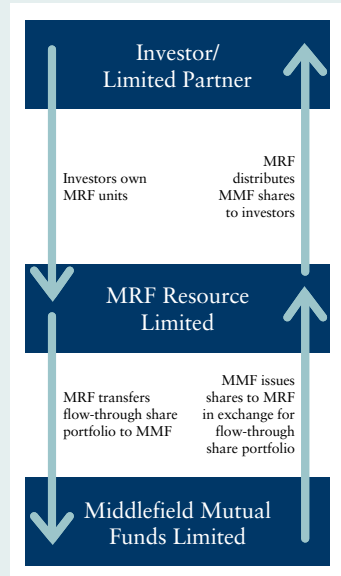 Investor/
Limited Partner
Investors own
MRF units
MRF
distributes
MMF shares
to investors
MRF Resource
Limited
MRF transfers
flow-through share
portfolio to MMF
MMF issues
shares to MRF
in exchange for
flow-through
share portfolio
Middlefield Mutual
Funds Limited